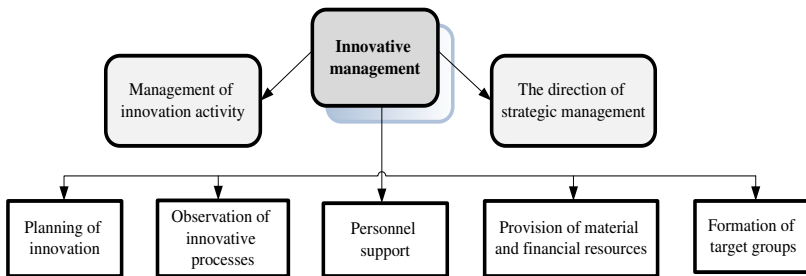 Innovative
management
Management of
innovation activity
The direction of
strategic management
Planning of
innovation
Observation of
innovative
processes
Personnel
support
Provision of material
and financial resources
Formation of
target groups